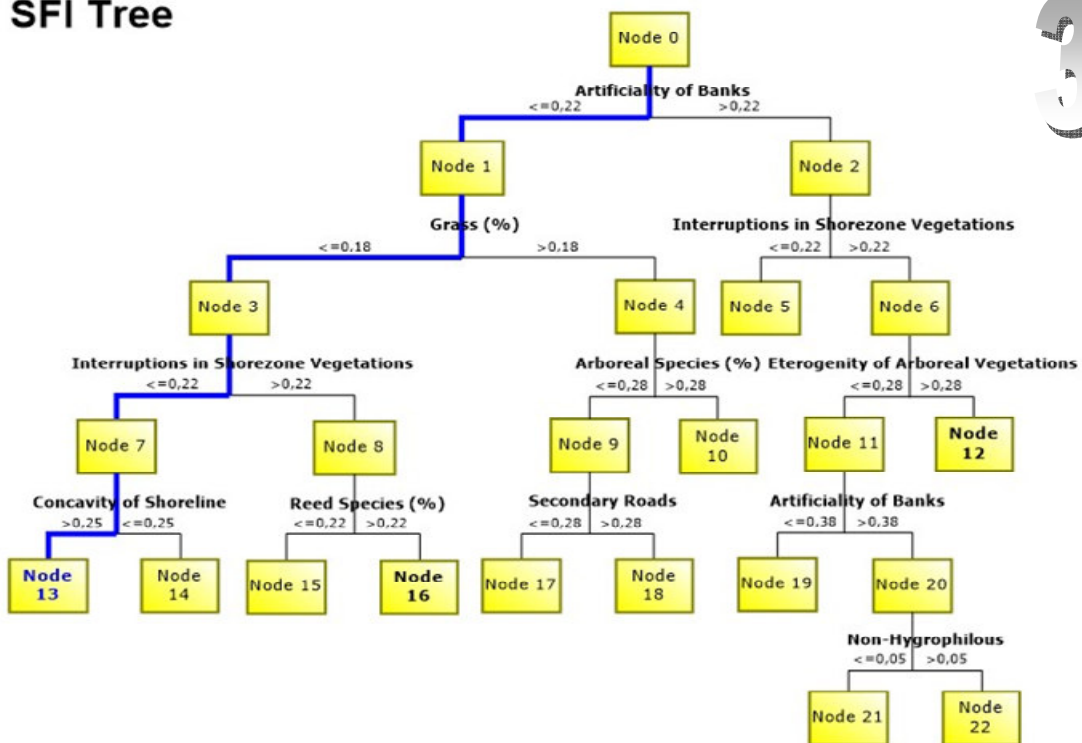 SFI Tree
3
Node 0
Artificiality of Banks
<=0,22 >0,22
Node 1 Node 2
Grass (%) Interruptions in Shorezone Vegetations
<=0,18 >0,18 <=0,22 >0,22
Node 3 Node 4 Node 5 Node 6
Interruptions in Shorezone Vegetations Arboreal Species (%) Eterogenity of Arboreal Vegetations
<=0,22 >0,22 <=0,28 >0,28 <=0,28 >0,28
Node 7 Node 8 Node 9 Node 10 Node 11 Node 12
Concavity of Shoreline Reed Species (%) Secondary Roads Artificiality of Banks
>0,25 <=0,25 <=0,22 >0,22 <=0,28 >0,28 <=0,38 >0,38
Node 13 Node 14 Node 15 Node 16 Node 17 Node 18 Node 19 Node 20
Non-Hygrophilous
<=0,05 >0,05
Node 21 Node 22